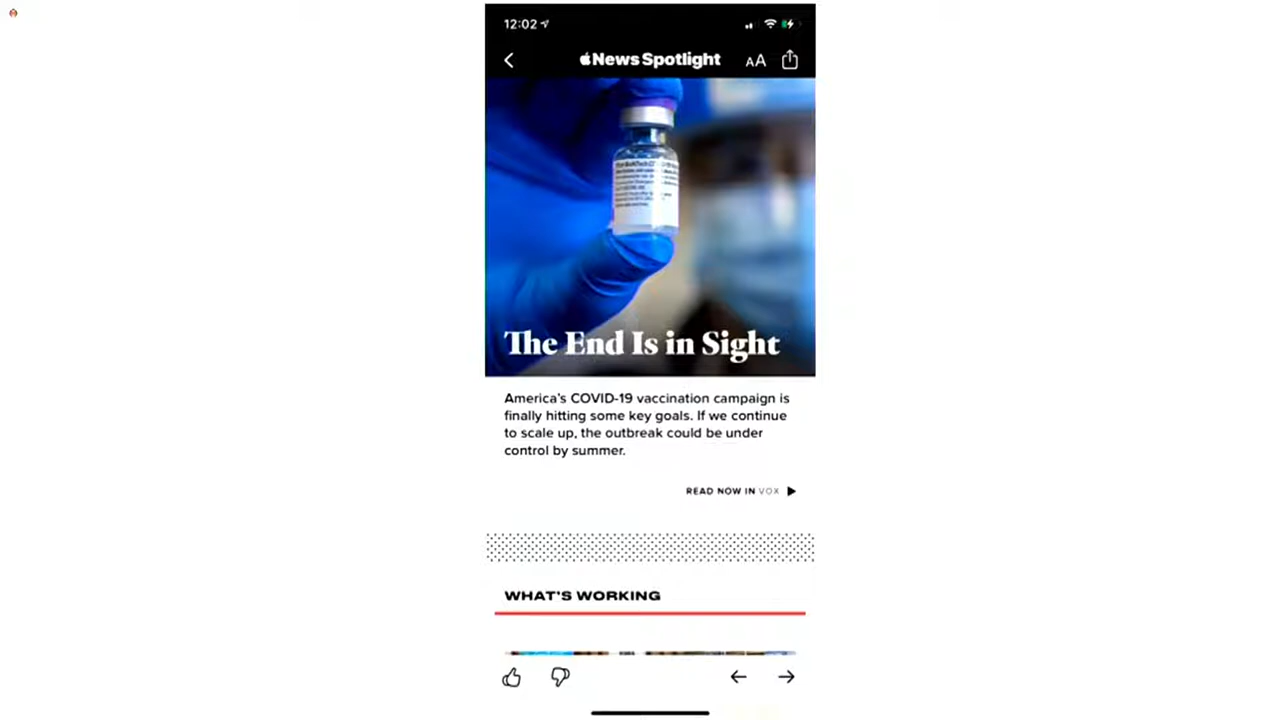 12:02
News Spotlight
AA
The End Is in Sight
America's COVID-19 vaccination campaign is
finally hitting some key goals. If we continue
to scale up, the outbreak could be under
control by summer.
READ NOW IN VOX
WHAT'S WORKING